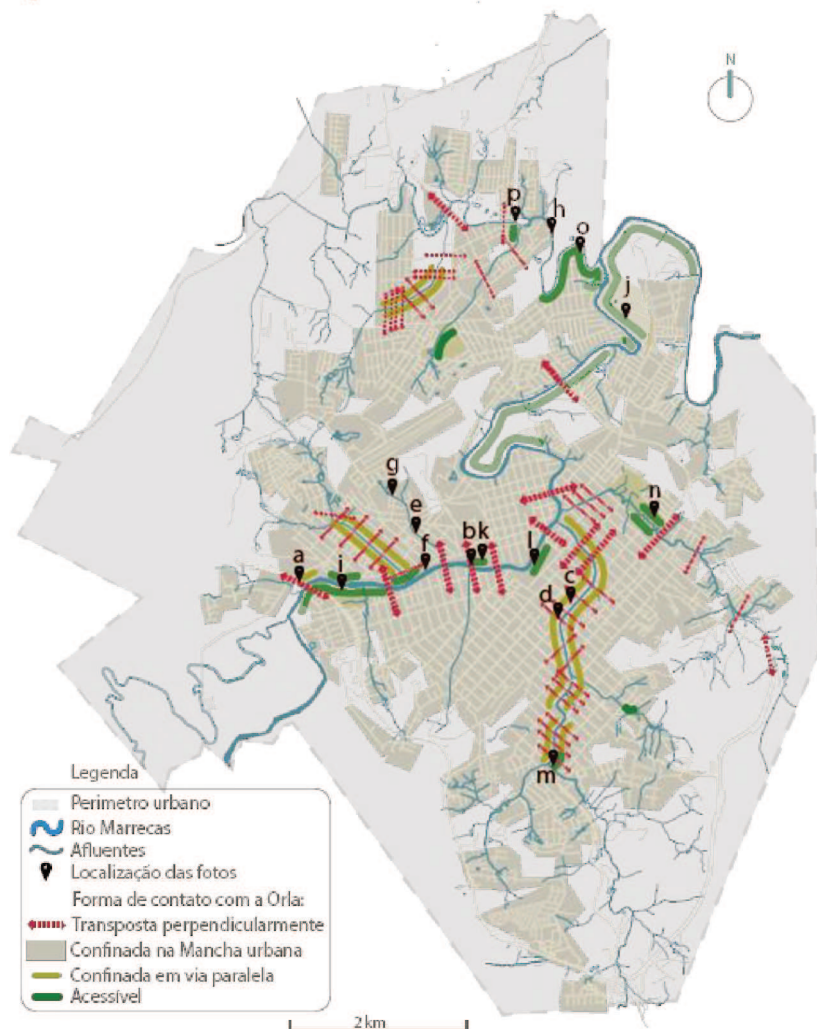 N
p
h
o
j
g
e
n
b k
l
f
a
i
c
d
m
Legenda
Perimetro urbano
Rio Marrecas
Afluentes
Localização das fotos
Forma de contato com a Orla:
Transposta perpendicularmente
Confinada na Mancha urbana
Confinada em via paralela
Acessível
2 km